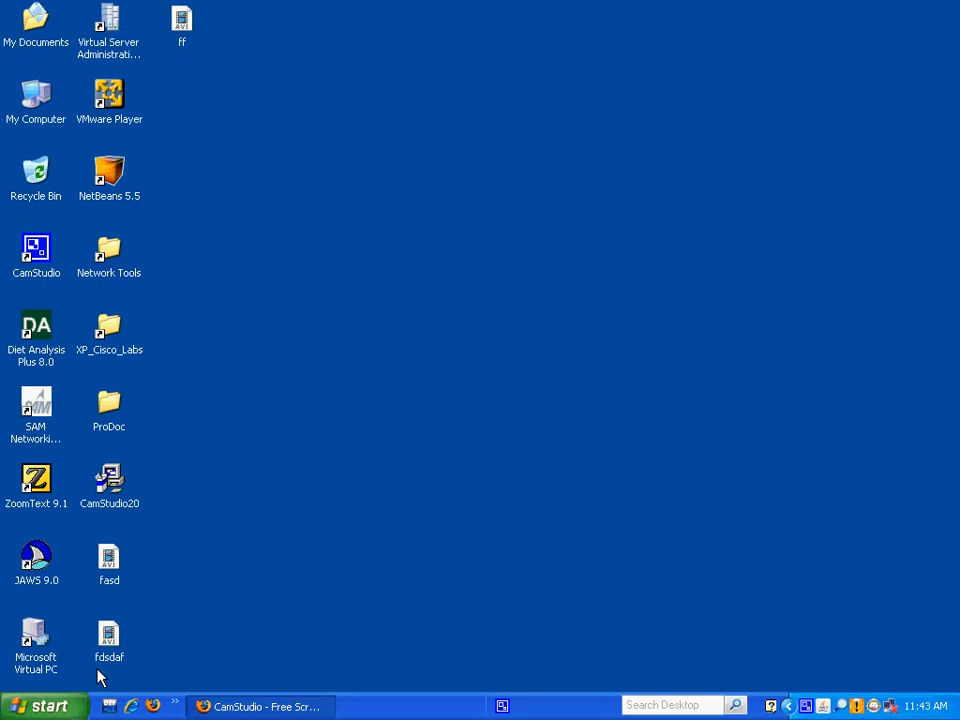 My Documents
Virtual Server
Administrati...
ff
My Computer
VMware Player
Recycle Bin
NetBeans 5.5
CamStudio
Network Tools
DA
Diet Analysis
Plus 8.0
XP_Cisco_Labs
SAM
SAM
Networki...
ProDoc
ZoomText 9.1
CamStudio20
JAWS 9.0
fasd
Microsoft
Virtual PC
fdsdaf
start
CamStudio - Free Scr...
Search Desktop
11:43 AM